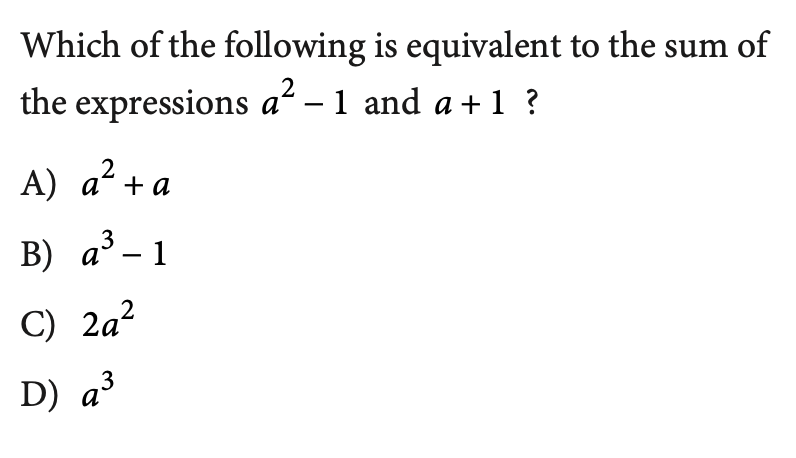 Which of the following is equivalent to the sum of
the expressions a² – 1 and a + 1 ?
A) a² + a
B) a³ – 1
C) 2a²
D) a³